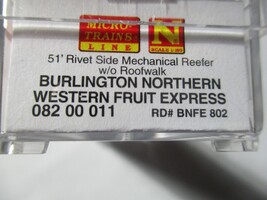 MICRO-
TRAINS
LINE
N
SCALE 1:160
51' Rivet Side Mechanical Reefer
w/o Roofwalk
BURLINGTON NORTHERN
WESTERN FRUIT EXPRESS
082 00 011 RD# BNFE 802